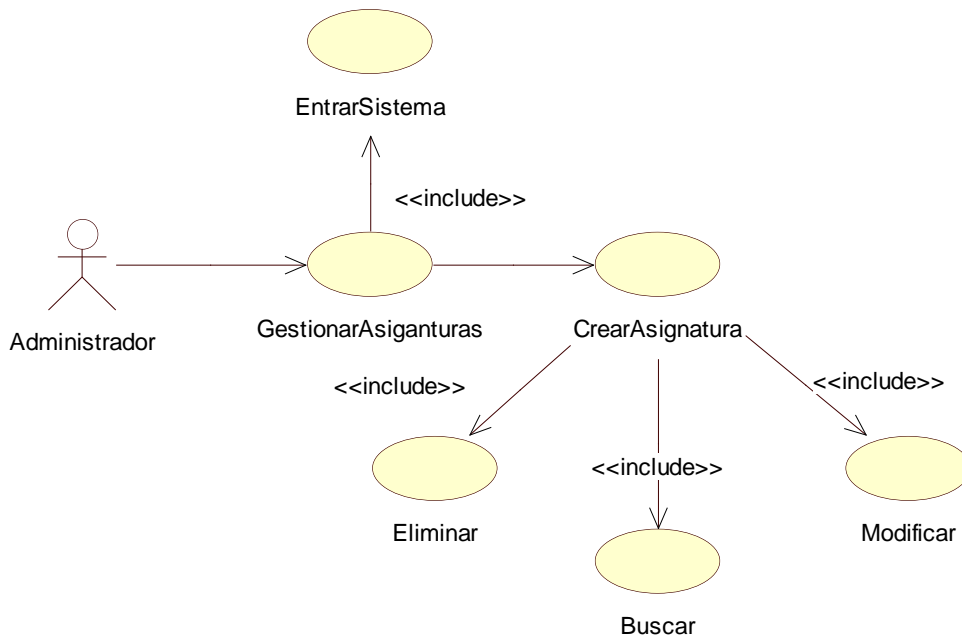 EntrarSistema
<<include>>
Administrador
GestionarAsiganturas
CrearAsignatura
<<include>>
<<include>>
<<include>>
Eliminar
Modificar
Buscar